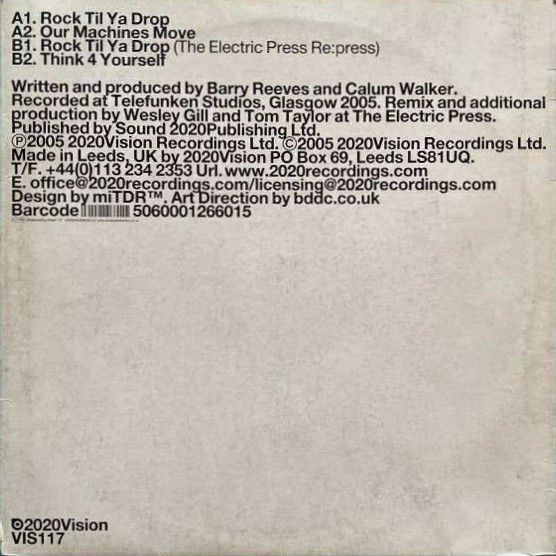 A1. Rock Til Ya Drop
A2. Our Machines Move
B1. Rock Til Ya Drop (The Electric Press Re:press)
B2. Think 4 Yourself
Written and produced by Barry Reeves and Calum Walker.
Recorded at Telefunken Studios, Glasgow 2005. Remix and additional
production by Wesley Gill and Tom Taylor at The Electric Press.
Published by Sound 2020Publishing Ltd.
Ⓟ2005 2020Vision Recordings Ltd. ©2005 2020Vision Recordings Ltd.
Made in Leeds, UK by 2020Vision PO Box 69, Leeds LS81UQ.
T/F. +44(0)113 234 2353 Url. www.2020recordings.com
E. office@2020recordings.com/licensing@2020recordings.com
Design by miTDR™. Art Direction by bddc.co.uk
Barcode 5060001266015
2020Vision
VIS117